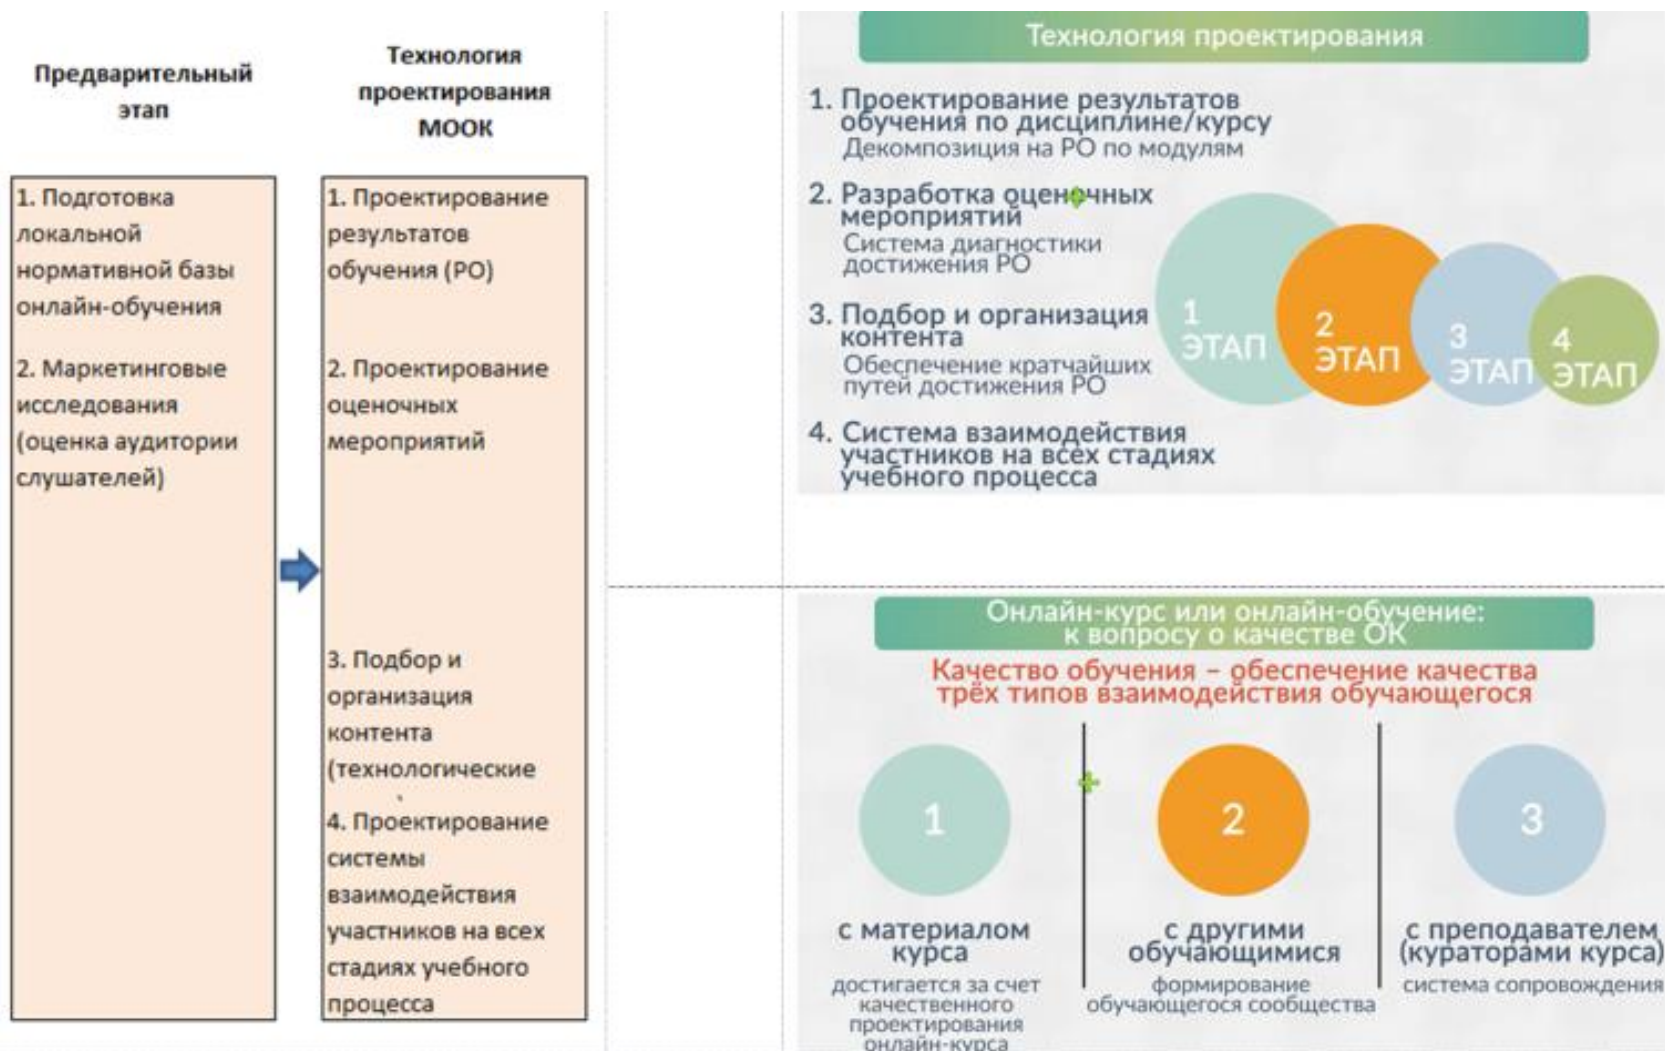 Предварительный
этап
1. Подготовка
локальной
нормативной базы
онлайн-обучения
2. Маркетинговые
исследования
(оценка аудитории
слушателей)
Технология
проектирования
МООК
1. Проектирование
результатов
обучения (РО)
2. Проектирование
оценочных
мероприятий
3. Подбор и
организация
контента
(технологические
4. Проектирование
системы
взаимодействия
участников на всех
стадиях учебного
процесса
Технология проектирования
1. Проектирование результатов
обучения по дисциплине/курсу
Декомпозиция на РО по модулям
2. Разработка оценочных
мероприятий
Система диагностики
достижения РО
3. Подбор и организация
контента
Обеспечение кратчайших
путей достижения РО
4. Система взаимодействия
участников на всех стадиях
учебного процесса
1
ЭТАП
2
ЭТАП
3
ЭТАП
4
ЭТАП
Онлайн-курс или онлайн-обучение:
к вопросу о качестве ОК
Качество обучения – обеспечение качества
трёх типов взаимодействия обучающегося
1
с материалом
курса
достигается за счет
качественного
проектирования
онлайн-курса
2
с другими
обучающимися
формирование
обучающегося сообщества
3
с преподавателем
(кураторами курса)
система сопровождения